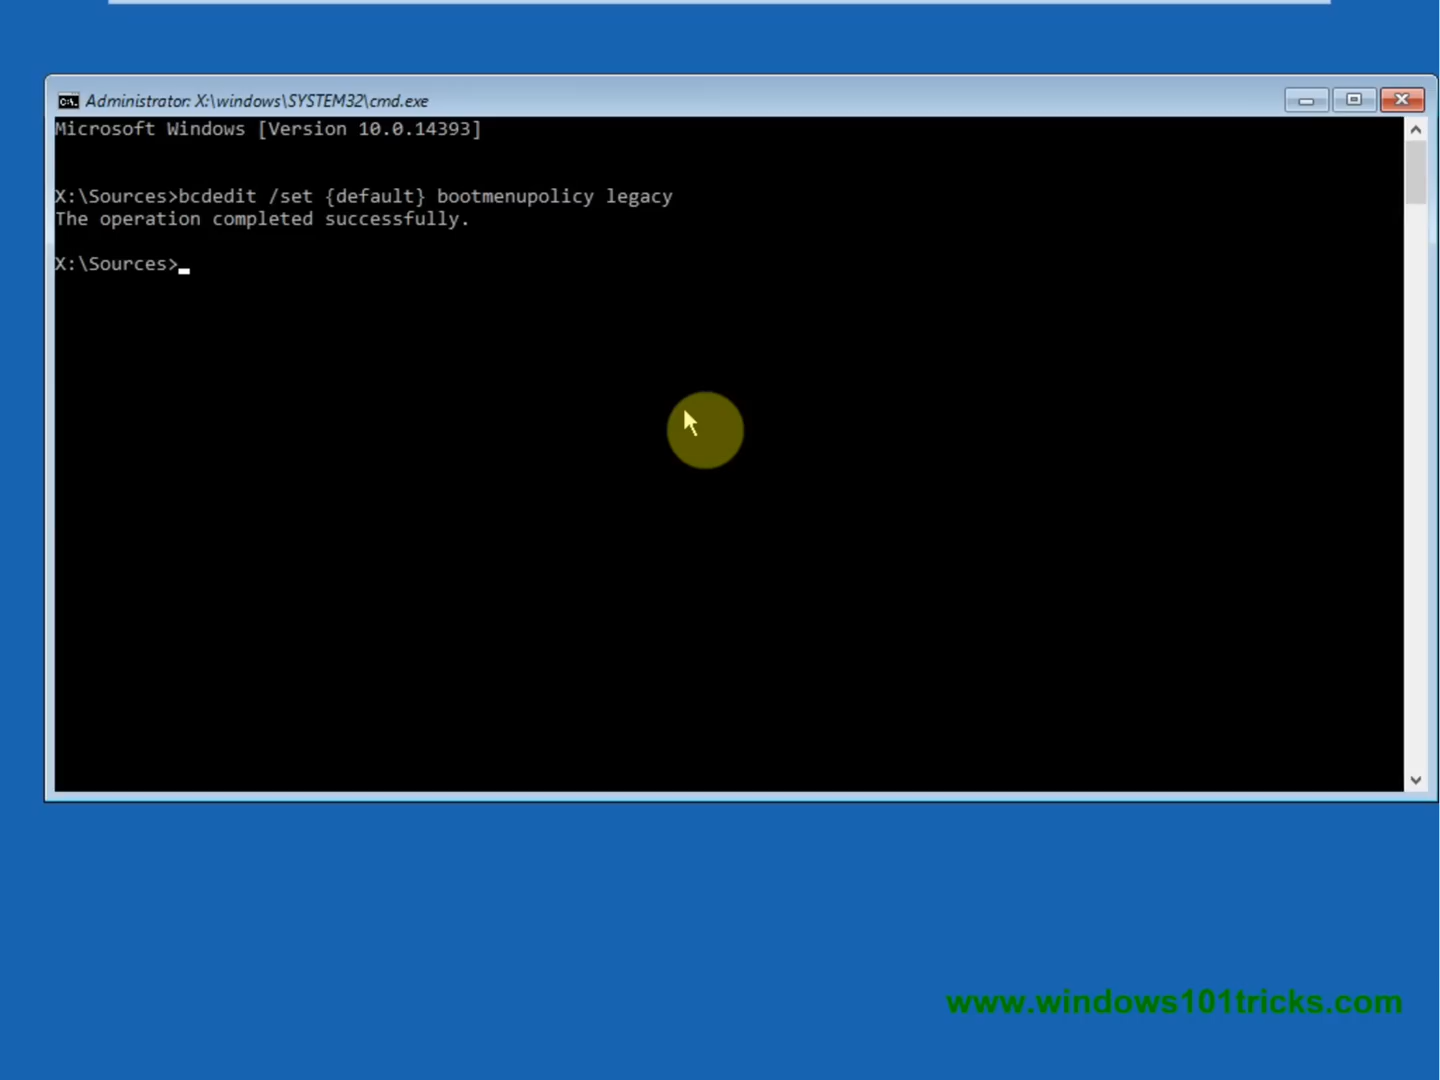 Administrator: X:\windows\SYSTEM32\cmd.exe
Microsoft Windows [Version 10.0.14393]
X:\Sources>bcdedit /set {default} bootmenupolicy legacy
The operation completed successfully.
X:\Sources>
www.windows101tricks.com